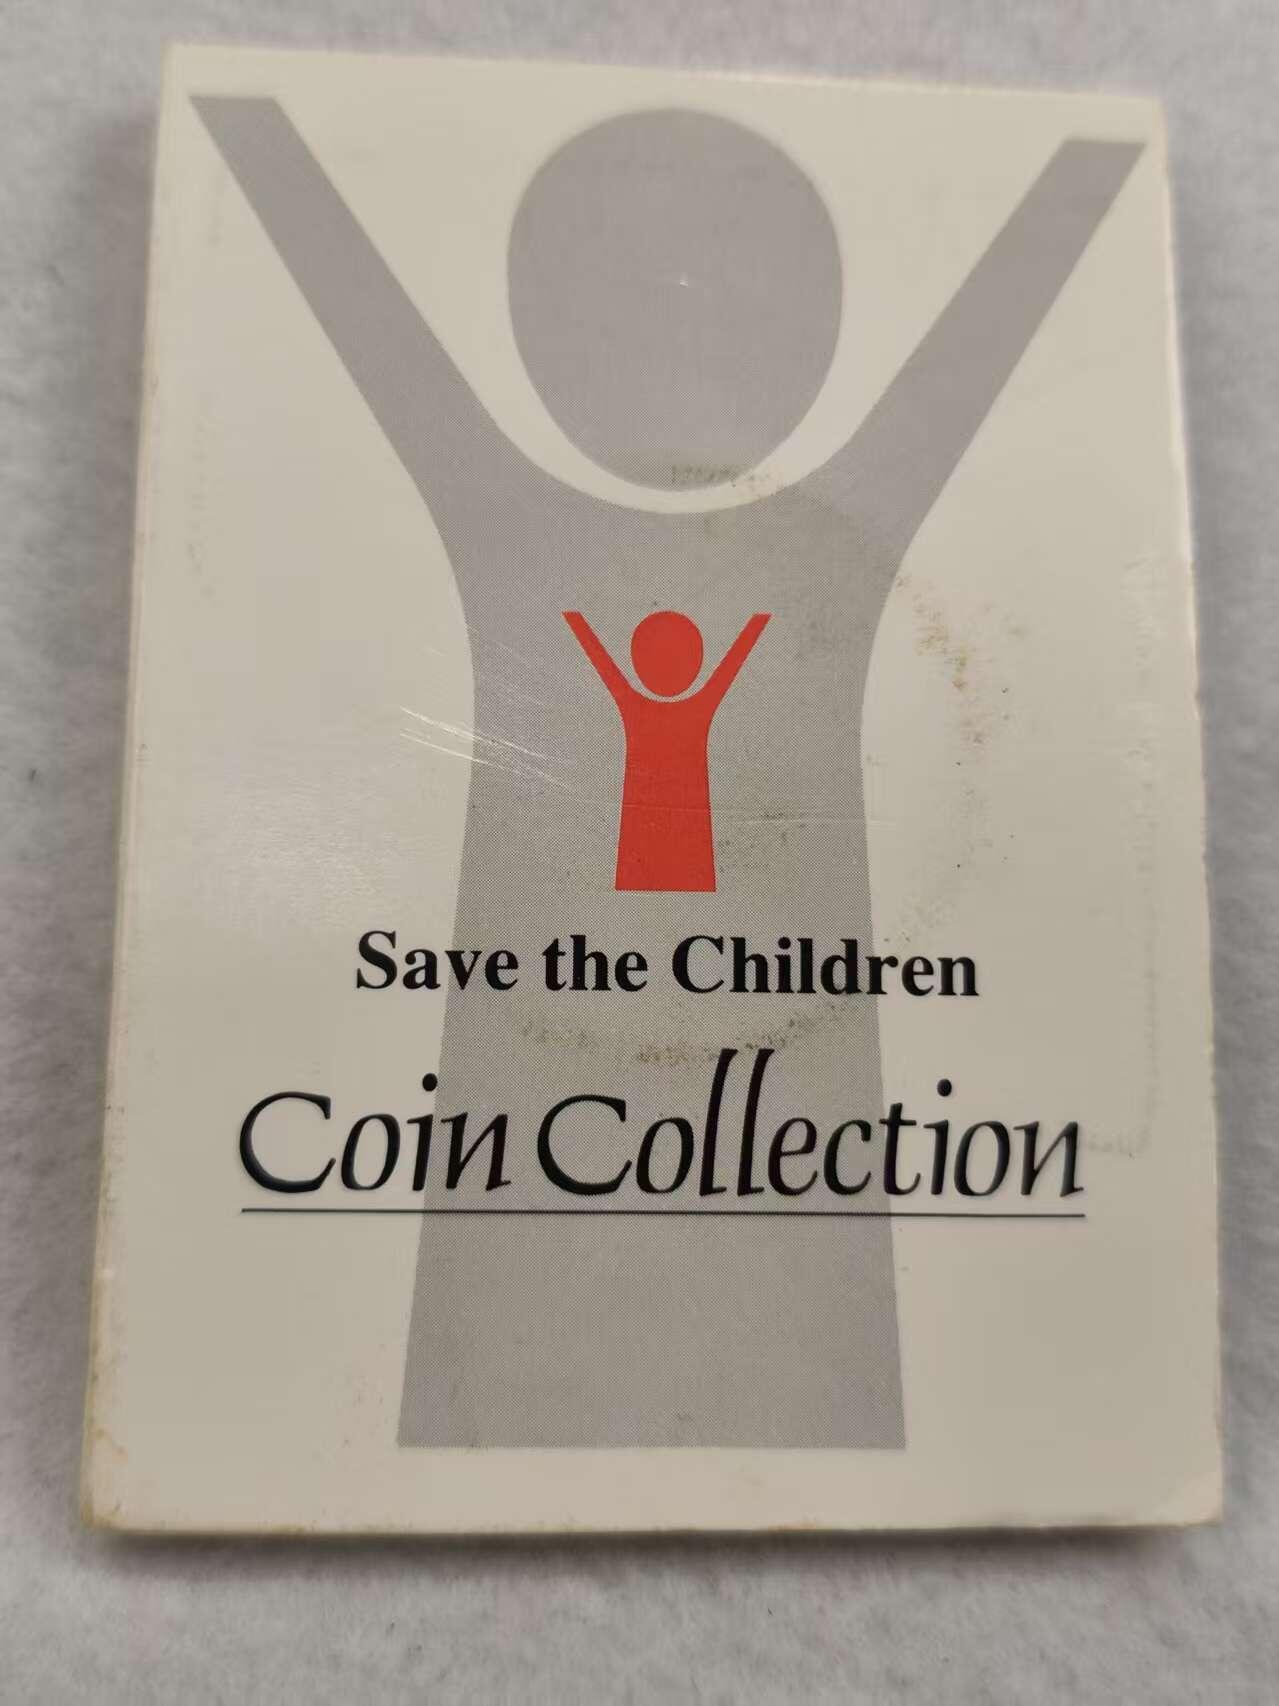 Save the Children
Coin Collection